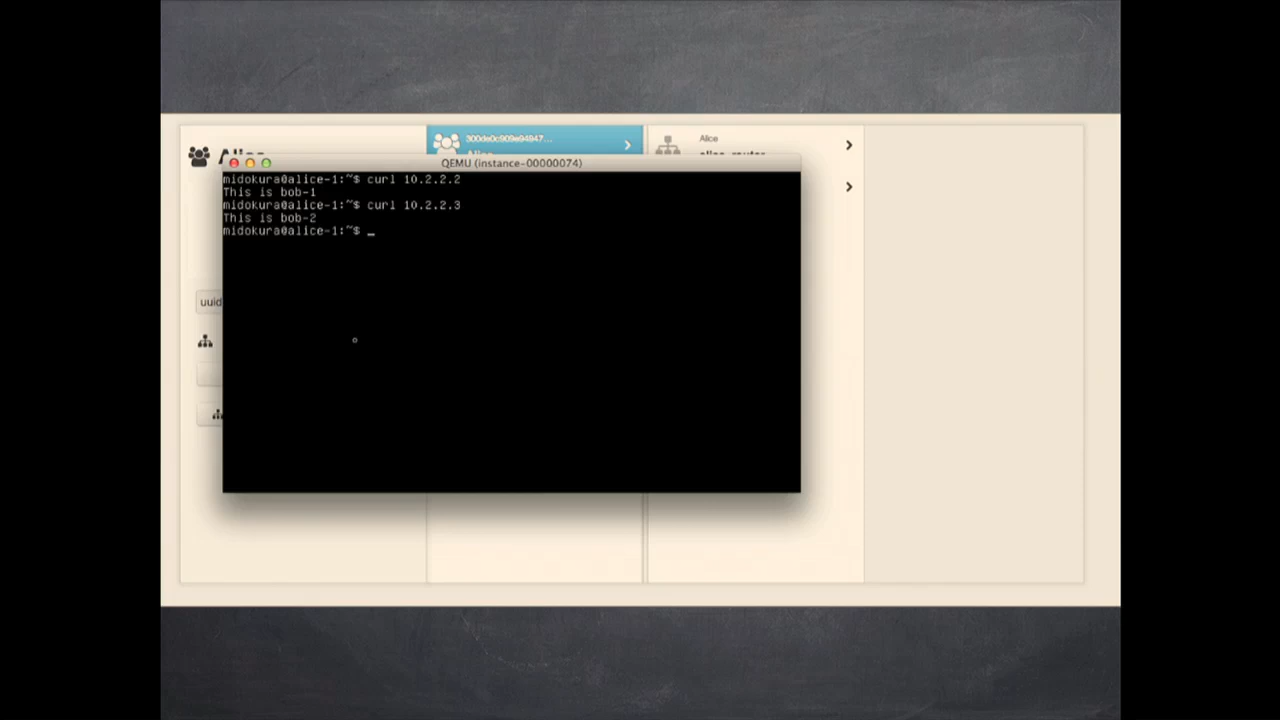 300de0c909e94947...
Alice
QEMU (instance-00000074)
midokura@alice-1:~$ curl 10.2.2.2
This is bob-1
midokura@alice-1:~$ curl 10.2.2.3
This is bob-2
midokura@alice-1:~$ _
uuid